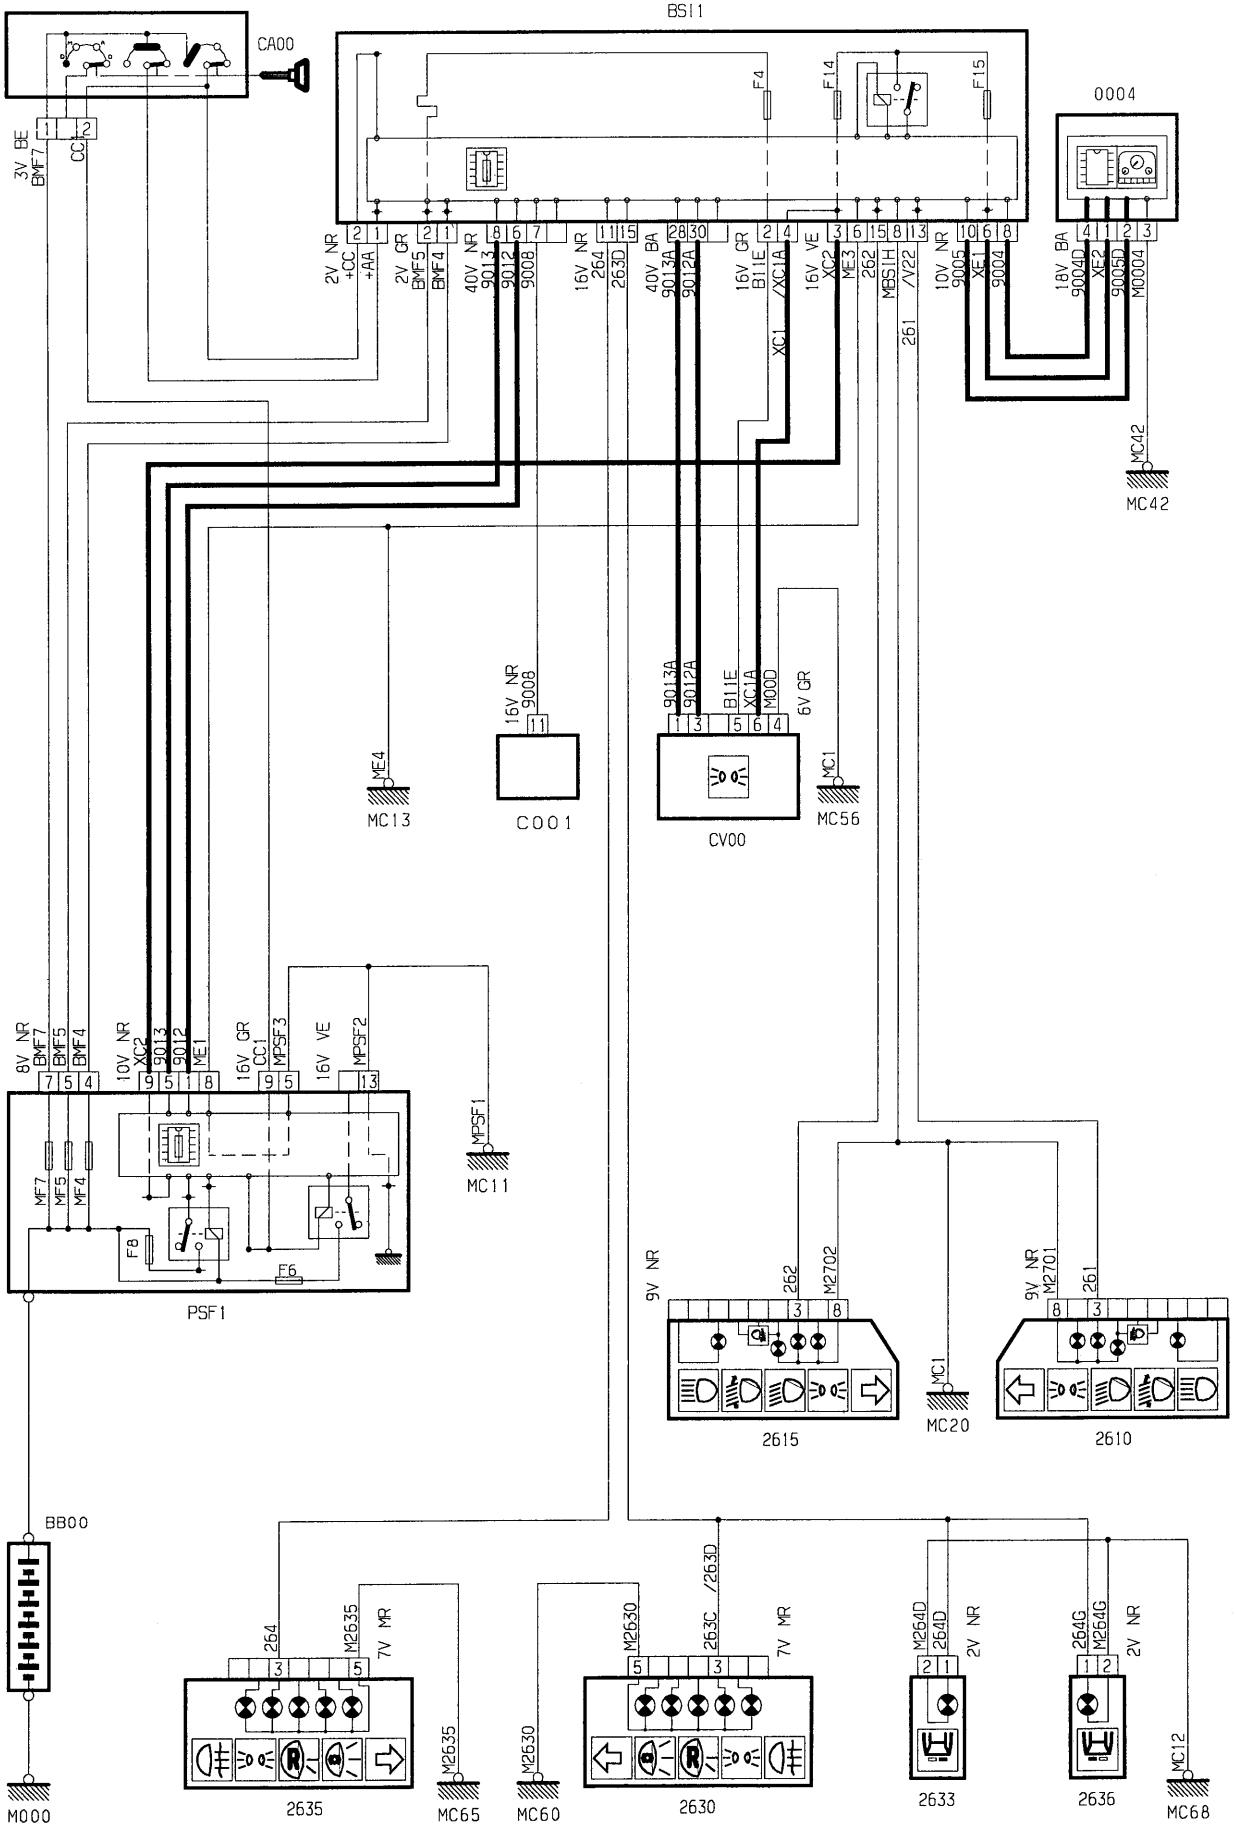 BSI1
CA00
F4
F14
F15
0004
1 2
3V BE
BMF7
CC
2 1 2 1 8 6 7 11 15 28 30 2 4 3 6 15 8 13 10 6 8 4 1 2 3
2V NR
+CC
+AA
2V GR
BMF5
BMF4
40V NR
9013
9012
9008
16V NR
264
263D
40V BA
9013A
9012A
16V GR
B11E
XC1 /XC1A
16V VE
XC2
ME3
262
MBSIH
261 /V22
10V NR
9005
XE1
9004
18V BA
9004D
XE2
9005D
M0004
MC42
MC42
16V NR
9008
11
C001
9013A
9012A
B11E
XC1A
M00D
6V GR
1 3 5 6 4
CV00
MC1
MC56
ME4
MC13
8V NR
BMF7
BMF5
BMF4
10V NR
XC2
9013
9012
ME1
16V GR
CC1
MPSF3
16V VE
MPSF2
7 5 4 9 5 1 8 9 5 13
MPSF1
MC11
MF7
MF5
MF4
F8
F6
PSF1
9V NR
262
M2702
3 8
2615
MC1
MC20
9V NR
M2701
261
8 3
2610
BB00
M000
264
M2635
7V MR
3 5
R
2635
M2635
MC65
M2630
MC60
M2630
263C /263D
7V MR
5 3
R
2630
M264D
264D
2V NR
2 1
2633
264G
M264G
2V NR
1 2
2636
MC12
MC68